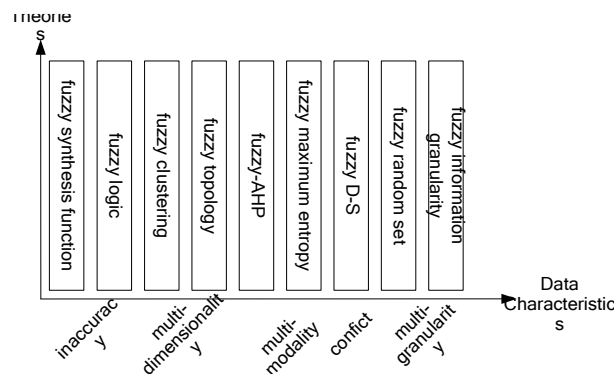 Theorie
s
fuzzy synthesis function
fuzzy logic
fuzzy clustering
fuzzy topology
fuzzy-AHP
fuzzy maximum entropy
fuzzy D-S
fuzzy random set
fuzzy information
granularity
Data
Characteristic
s
inaccurac
y
multi-
dimensionalit
y
multi-
modality
confict
multi-
granularit
y